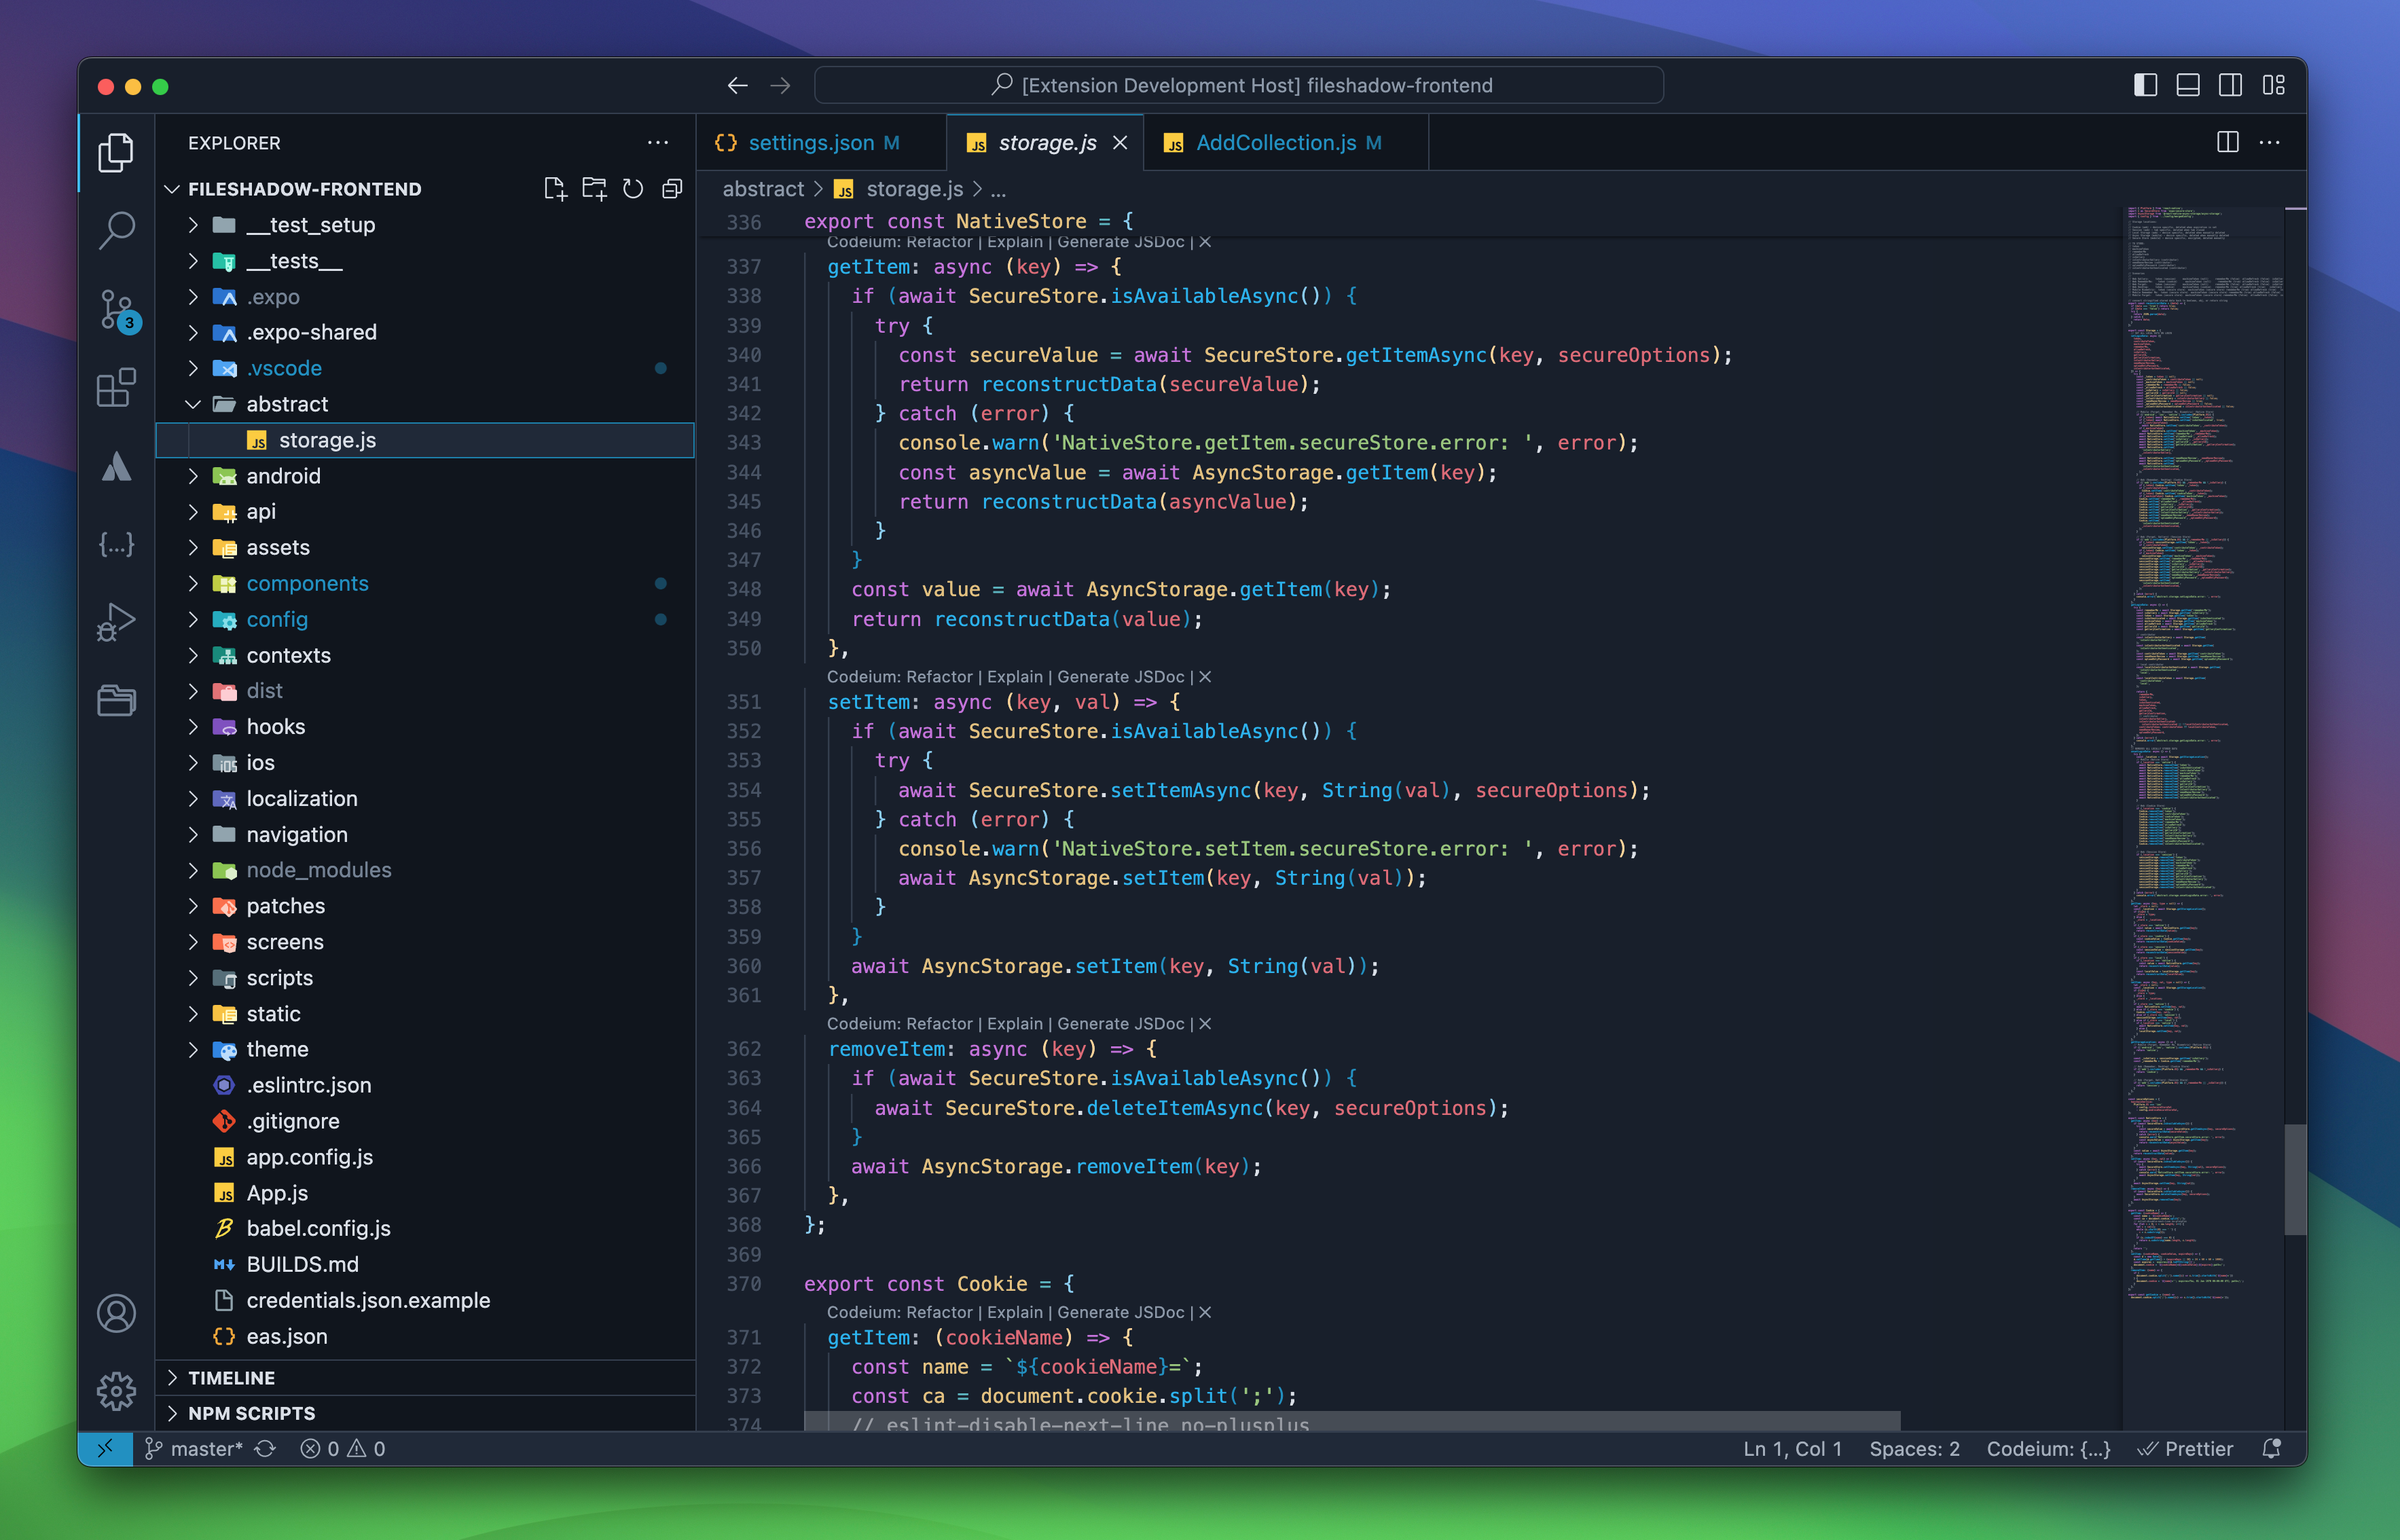 [Extension Development Host] fileshadow-frontend
EXPLORER
FILESHADOW-FRONTEND
__test_setup
__tests__
.expo
.expo-shared
.vscode
abstract
storage.js
android
api
assets
components
config
contexts
dist
hooks
ios
localization
navigation
node_modules
patches
screens
scripts
static
theme
.eslintrc.json
.gitignore
app.config.js
App.js
babel.config.js
BUILDS.md
credentials.json.example
eas.json
TIMELINE
NPM SCRIPTS
3
settings.json M
storage.js
AddCollection.js M
abstract > storage.js > ...
336 export const NativeStore = {
Codeium: Refactor | Explain | Generate JSDoc | X
337 getItem: async (key) => {
338 if (await SecureStore.isAvailableAsync()) {
339 try {
340 const secureValue = await SecureStore.getItemAsync(key, secureOptions);
341 return reconstructData(secureValue);
342 } catch (error) {
343 console.warn('NativeStore.getItem.secureStore.error: ', error);
344 const asyncValue = await AsyncStorage.getItem(key);
345 return reconstructData(asyncValue);
346 }
347 }
348 const value = await AsyncStorage.getItem(key);
349 return reconstructData(value);
350 },
Codeium: Refactor | Explain | Generate JSDoc | X
351 setItem: async (key, val) => {
352 if (await SecureStore.isAvailableAsync()) {
353 try {
354 await SecureStore.setItemAsync(key, String(val), secureOptions);
355 } catch (error) {
356 console.warn('NativeStore.setItem.secureStore.error: ', error);
357 await AsyncStorage.setItem(key, String(val));
358 }
359 }
360 await AsyncStorage.setItem(key, String(val));
361 },
Codeium: Refactor | Explain | Generate JSDoc | X
362 removeItem: async (key) => {
363 if (await SecureStore.isAvailableAsync()) {
364 await SecureStore.deleteItemAsync(key, secureOptions);
365 }
366 await AsyncStorage.removeItem(key);
367 },
368 };
369
370 export const Cookie = {
Codeium: Refactor | Explain | Generate JSDoc | X
371 getItem: (cookieName) => {
372 const name = `${cookieName}=`;
373 const ca = document.cookie.split(';');
374 // eslint-disable-next-line no-plusplus
master* 0 0
Ln 1, Col 1 Spaces: 2 Codeium: {...} Prettier